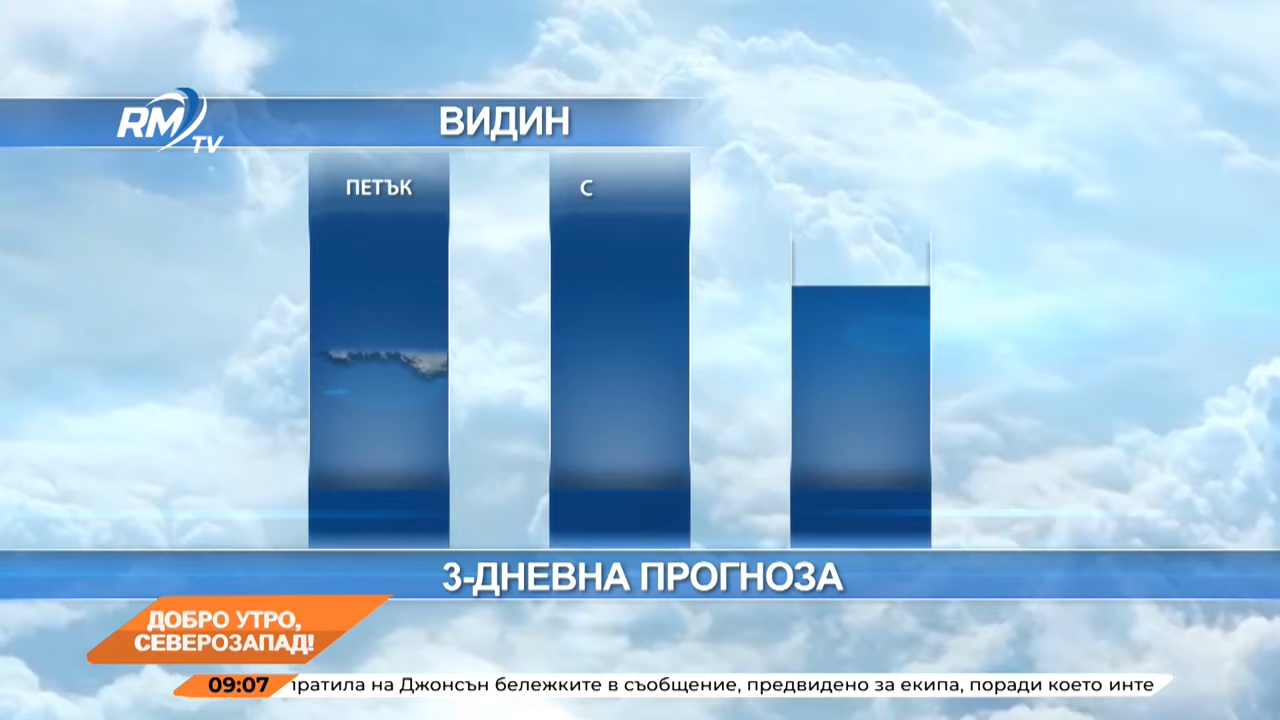 RM TV
ВИДИН
ПЕТЪК
С
3-ДНЕВНА ПРОГНОЗА
ДОБРО УТРО,
СЕВЕРОЗАПАД!
09:07
пратила на Джонсън бележките в съобщение, предвидено за екипа, поради което инте